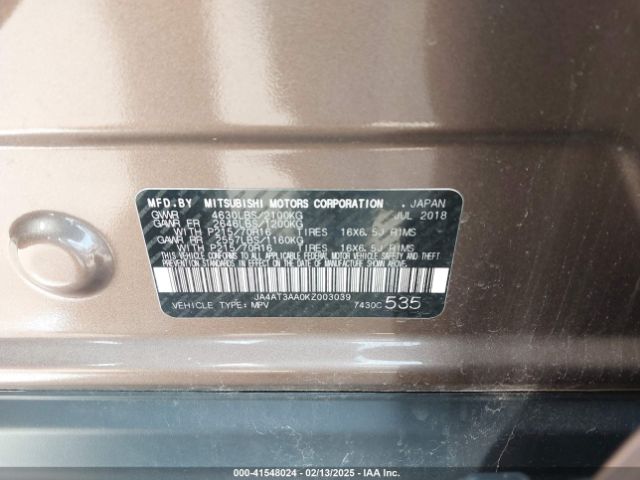 MFD.BY MITSUBISHI MOTORS CORPORATION . JAPAN
GVWR 4630LBS/2100KG JUL 2018
GAWR FR 2646LBS/1200KG
WITH P215/70R16 TIRES 16X6.5J RIMS
GAWR RR 2557LBS/1160KG
WITH P215/70R16 TIRES 16X6.5J RIMS
THIS VEHICLE CONFORMS TO ALL APPLICABLE FEDERAL MOTOR VEHICLE SAFETY AND THEFT
PREVENTION STANDARDS IN EFFECT ON THE DATE OF MANUFACTURE SHOWN ABOVE.
JA4AT3AA0KZ003039
VEHICLE TYPE: MPV 7430C 535
00-41548024 - 02/13/2025 - IAA Inc.